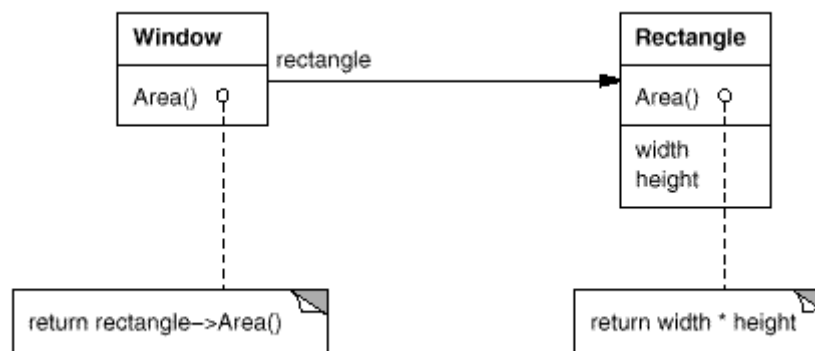 Window
Area()
return rectangle–>Area()
rectangle
Rectangle
Area()
width
height
return width * height